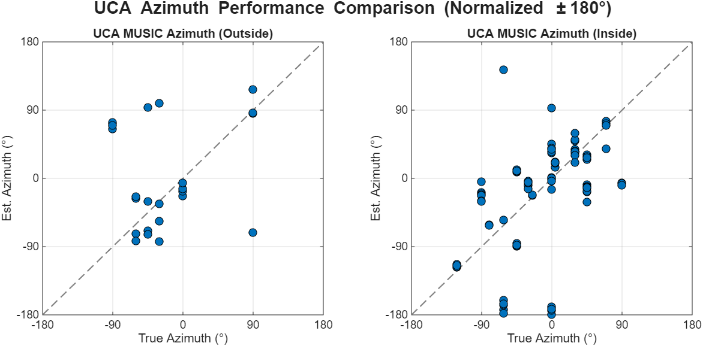 UCA Azimuth Performance Comparison (Normalized ±180°)
UCA MUSIC Azimuth (Outside)
180
90
0
-90
-180
-180 -90 0 90 180
Est. Azimuth (°)
True Azimuth (°)
UCA MUSIC Azimuth (Inside)
180
90
0
-90
-180
-180 -90 0 90 180
Est. Azimuth (°)
True Azimuth (°)